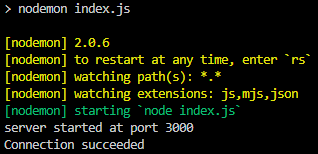 > nodemon index.js
[nodemon] 2.0.6
[nodemon] to restart at any time, enter `rs`
[nodemon] watching path(s): *.*
[nodemon] watching extensions: js,mjs,json
[nodemon] starting `node index.js`
server started at port 3000
Connection succeeded